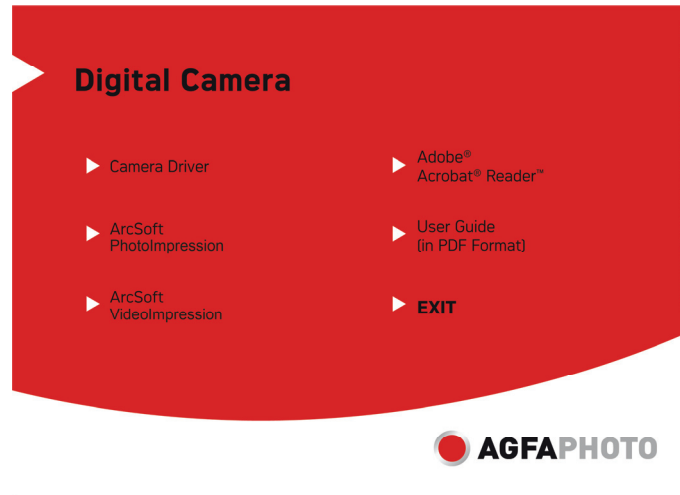 Digital Camera
Camera Driver
ArcSoft
PhotoImpression
ArcSoft
VideoImpression
Adobe®
Acrobat® Reader™
User Guide
(in PDF Format)
EXIT
AGFAPHOTO